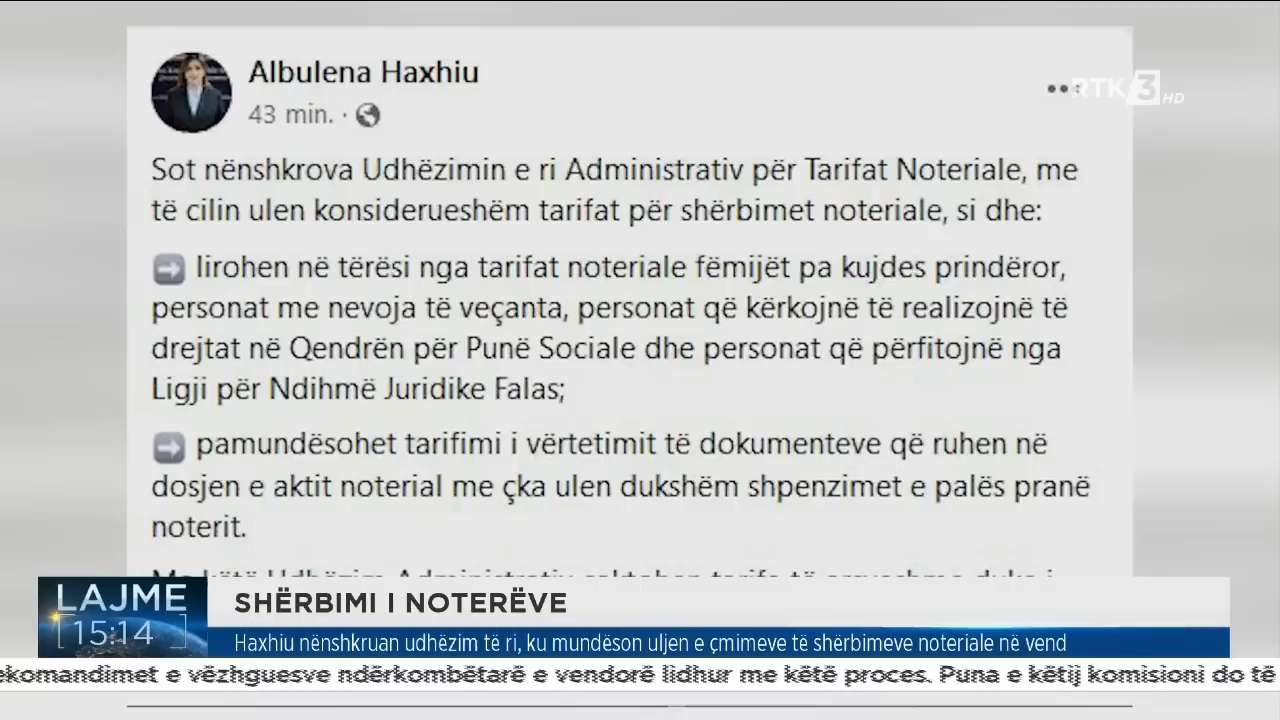 Albulena Haxhiu
43 min. ·
RTK 3 HD
Sot nënshkrova Udhëzimin e ri Administrativ për Tarifat Noteriale, me
të cilin ulen konsiderueshëm tarifat për shërbimet noteriale, si dhe:
lirohen në tërësi nga tarifat noteriale fëmijët pa kujdes prindëror,
personat me nevoja të veçanta, personat që kërkojnë të realizojnë të
drejtat në Qendrën për Punë Sociale dhe personat që përfitojnë nga
Ligji për Ndihmë Juridike Falas;
pamundësohet tarifimi i vërtetimit të dokumenteve që ruhen në
dosjen e aktit noterial me çka ulen dukshëm shpenzimet e palës pranë
noterit.
LAJME
15:14
SHËRBIMI I NOTERËVE
Haxhiu nënshkruan udhëzim të ri, ku mundëson uljen e çmimeve të shërbimeve noteriale në vend
ekomandimet e vëzhguesve ndërkombëtarë e vendorë lidhur me këtë proces. Puna e këtij komisioni do të